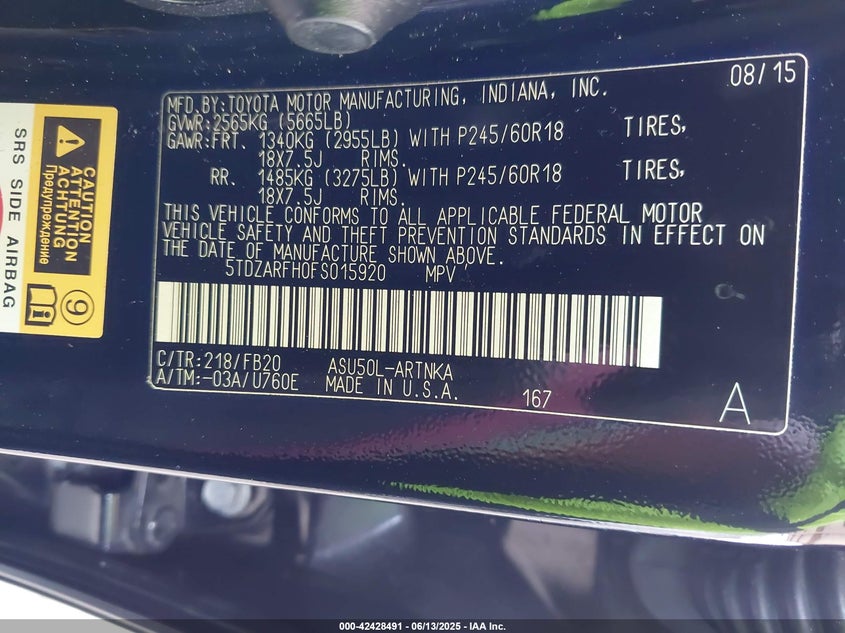 08/15
MFD.BY:TOYOTA MOTOR MANUFACTURING, INDIANA, INC.
GVWR:2565KG (5665LB)
GAWR:FRT. 1340KG (2955LB) WITH P245/60R18 TIRES,
18X7.5J RIMS.
RR. 1485KG (3275LB) WITH P245/60R18 TIRES,
18X7.5J RIMS.
THIS VEHICLE CONFORMS TO ALL APPLICABLE FEDERAL MOTOR
VEHICLE SAFETY AND THEFT PREVENTION STANDARDS IN EFFECT ON
THE DATE OF MANUFACTURE SHOWN ABOVE.
5TDZARFH0FS015920 MPV
C/TR:218/FB20 ASU50L-ARTNKA
A/TM:-03A/U760E MADE IN U.S.A. 167
A
SRS SIDE AIRBAG
CAUTION
ATTENTION
ACHTUNG
Предупреждение
9
000-42428491 - 06/13/2025 - IAA Inc.